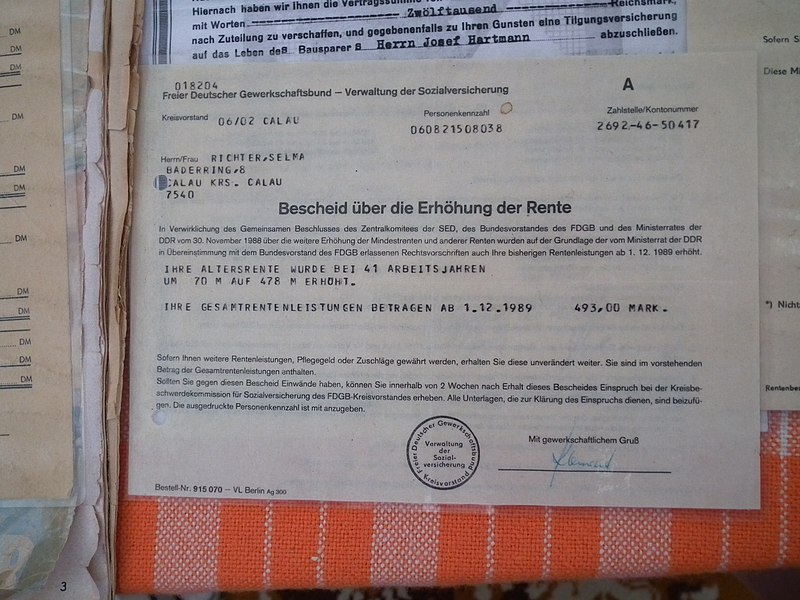 Hiernach haben wir Ihnen die Vertragssumme
Reichsmark,
mit Worten Zwölftausend
nach Zuteilung zu verschaffen, und gegebenenfalls zu Ihren Gunsten eine Tilgungsversicherung
auf das Leben des Bausparers Herrn Josef Hartmann abzuschließen.
DM
DM
DM
DM
DM
DM
DM
DM
DM
DM
DM
DM
3
018204
Freier Deutscher Gewerkschaftsbund – Verwaltung der Sozialversicherung
A
Kreisvorstand 06/02 CALAU
Personenkennzahl
060821508038
Zahlstelle/Kontonummer
2692-46-50417
Herrn/Frau RICHTER,SELMA
BADERRING,8
CALAU KRS. CALAU
7540
Bescheid über die Erhöhung der Rente
In Verwirklichung des Gemeinsamen Beschlusses des Zentralkomitees der SED, des Bundesvorstandes des FDGB und des Ministerrates der
DDR vom 30. November 1988 über die weitere Erhöhung der Mindestrenten und anderer Renten wurden auf der Grundlage der vom Ministerrat der DDR
in Übereinstimmung mit dem Bundesvorstand des FDGB erlassenen Rechtsvorschriften auch Ihre bisherigen Rentenleistungen ab 1. 12. 1989 erhöht.
IHRE ALTERSRENTE WURDE BEI 41 ARBEITSJAHREN
UM 70 M AUF 478 M ERHÖHT.
IHRE GESAMTRENTENLEISTUNGEN BETRAGEN AB 1.12.1989 493,00 MARK.
Sofern Ihnen weitere Rentenleistungen, Pflegegeld oder Zuschläge gewährt werden, erhalten Sie diese unverändert weiter. Sie sind im vorstehenden
Betrag der Gesamtrentenleistungen enthalten.
Sollten Sie gegen diesen Bescheid Einwände haben, können Sie innerhalb von 2 Wochen nach Erhalt dieses Bescheides Einspruch bei der Kreisbe-
schwerdekommission für Sozialversicherung des FDGB-Kreisvorstandes erheben. Alle Unterlagen, die zur Klärung des Einspruchs dienen, sind beizufü-
gen. Die ausgedruckte Personenkennzahl ist mit anzugeben.
Freier Deutscher Gewerkschaftsbund
Kreisvorstand
Verwaltung
der
Sozial-
versicherung
Mit gewerkschaftlichem Gruß
Bestell-Nr. 915 070 – VL Berlin Ag 300
Sofern S
Diese Mi
*) Nicht
Rentenbes